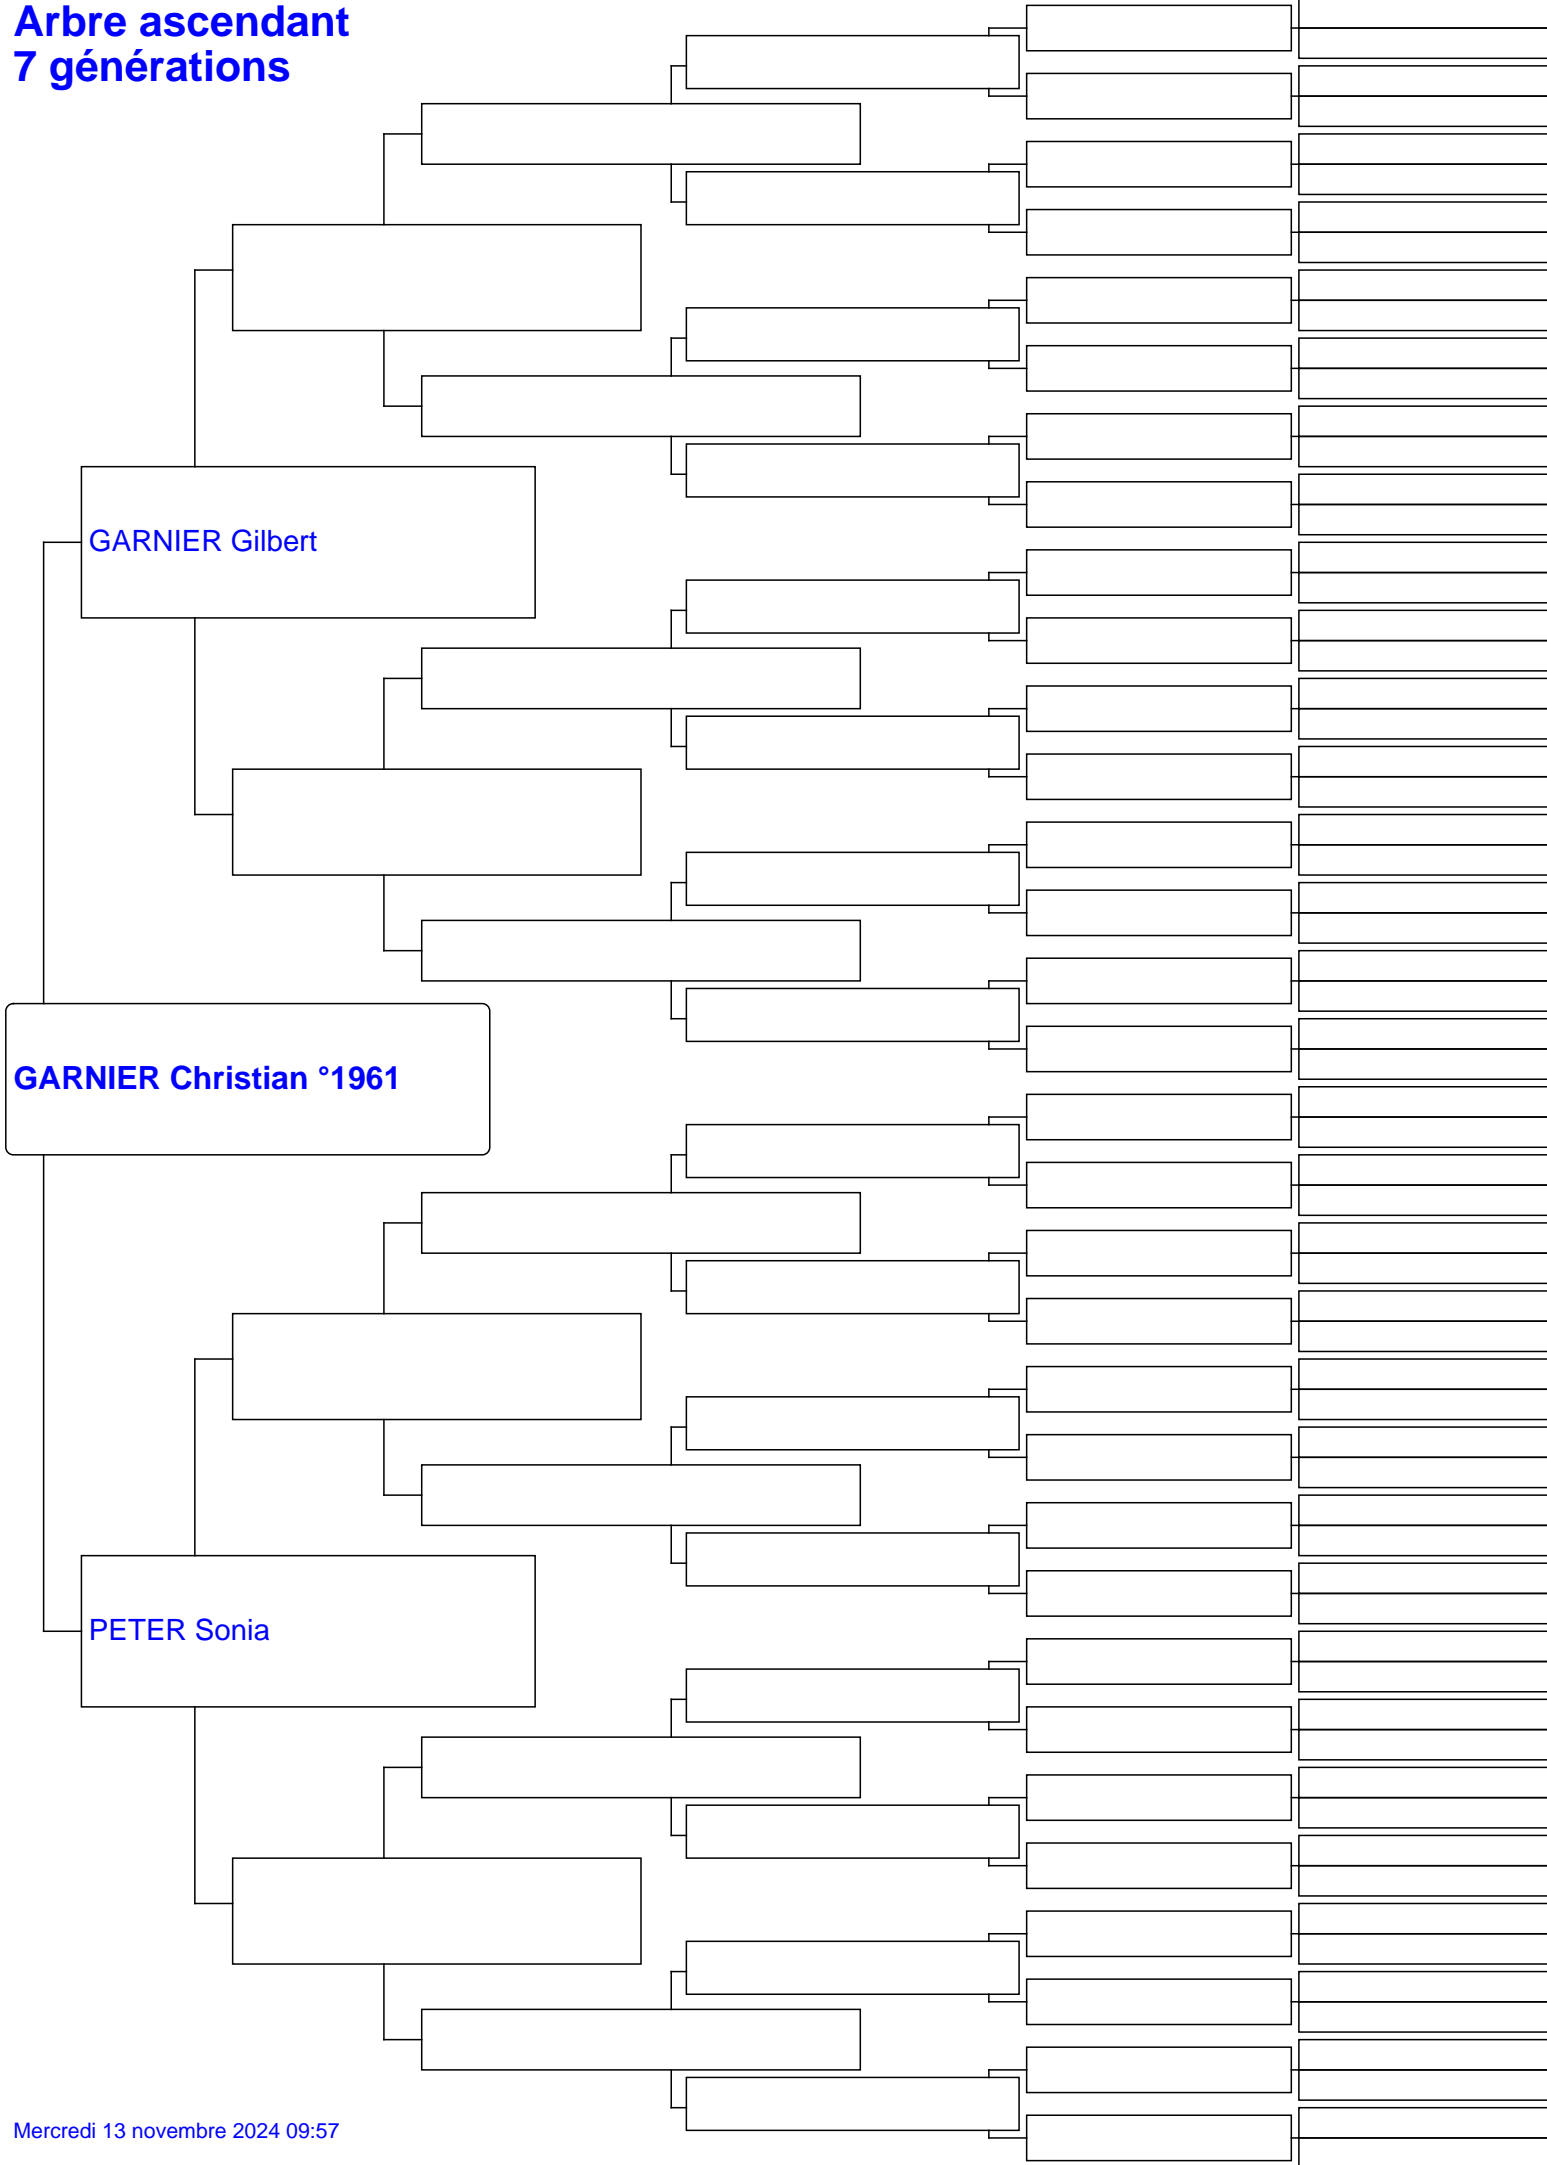 Arbre ascendant
7 générations
GARNIER Gilbert
GARNIER Christian °1961
PETER Sonia
Mercredi 13 novembre 2024 09:57